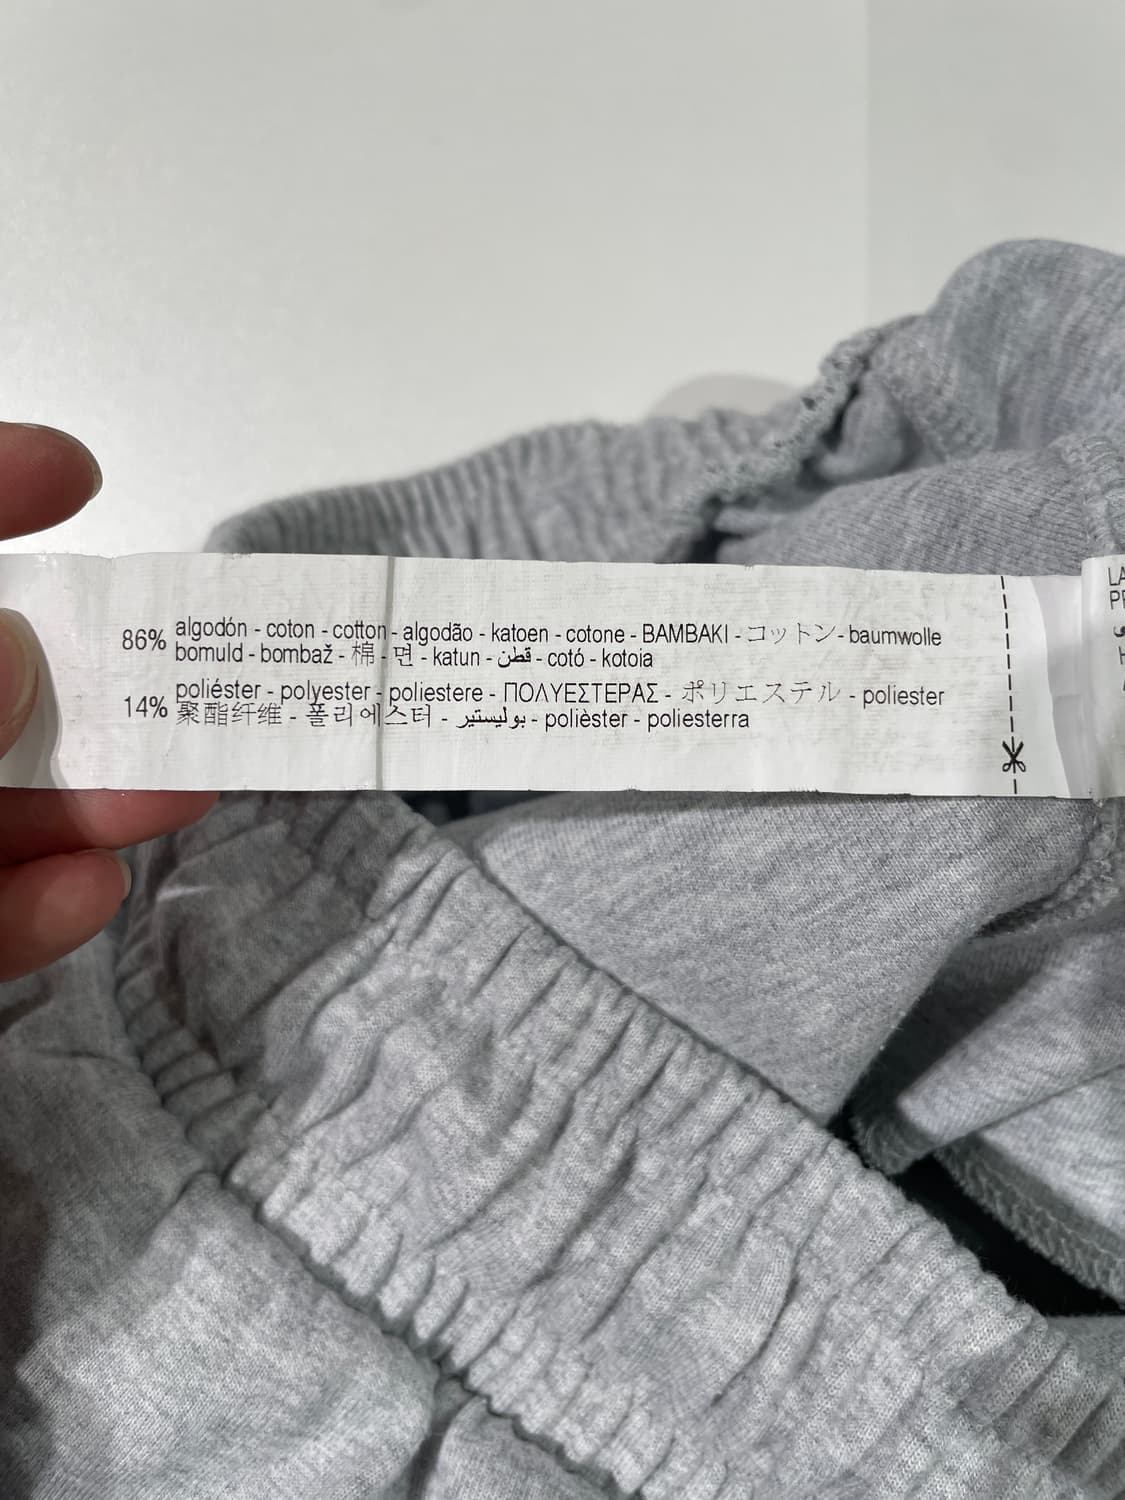 86% algodón - coton - cotton - algodão - katoen - cotone - BAMBAKI - コットン - baumwolle
bomuld - bombaž - 棉 - 면 - katun - قطن - cotó - kotoia
14% poliéster - polyester - poliestere - ΠΟΛΥΕΣΤΕΡΑΣ - ポリエステル - poliester
聚酯纤维 - 폴리에스터 - بوليستير - polièster - poliesterra